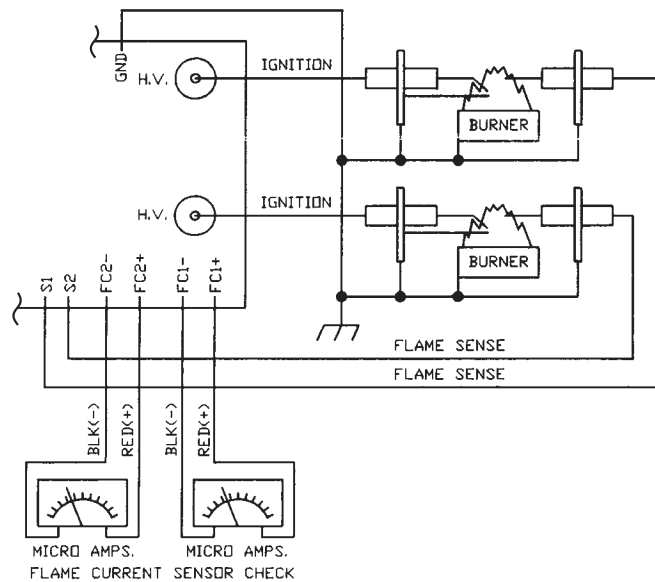 GND
H.V.
IGNITION
BURNER
H.V.
IGNITION
BURNER
S1
S2
FC2-
FC2+
FC1-
FC1+
FLAME SENSE
FLAME SENSE
BLK(-)
RED(+)
BLK(-)
RED(+)
MICRO AMPS. MICRO AMPS.
FLAME CURRENT SENSOR CHECK